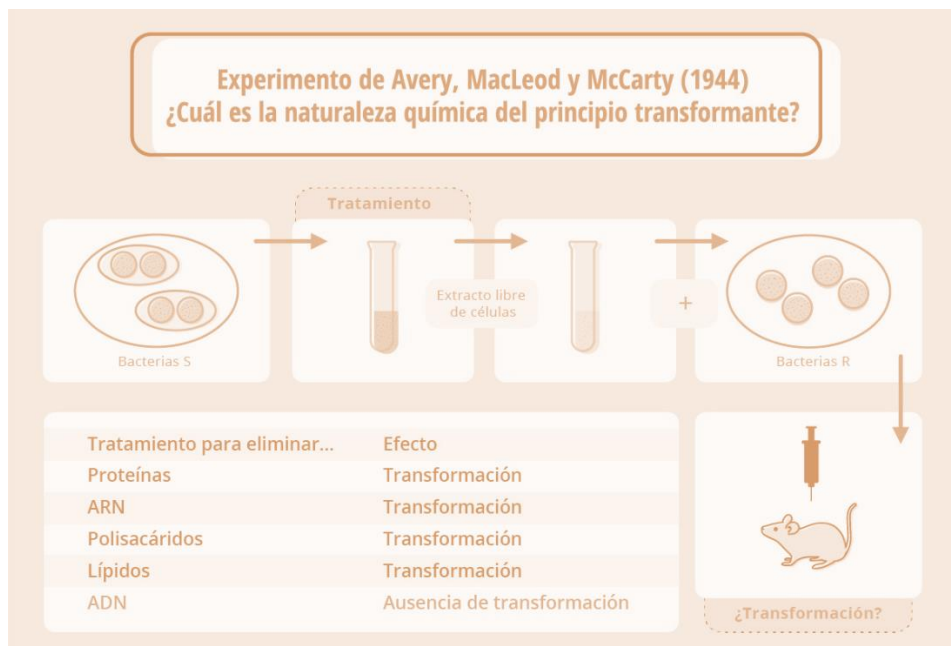 Experimento de Avery, MacLeod y McCarty (1944)
¿Cuál es la naturaleza química del principio transformante?
Tratamiento
Bacterias S
Extracto libre
de células
+
Bacterias R
Tratamiento para eliminar... Efecto
Proteínas Transformación
ARN Transformación
Polisacáridos Transformación
Lípidos Transformación
ADN Ausencia de transformación
¿Transformación?